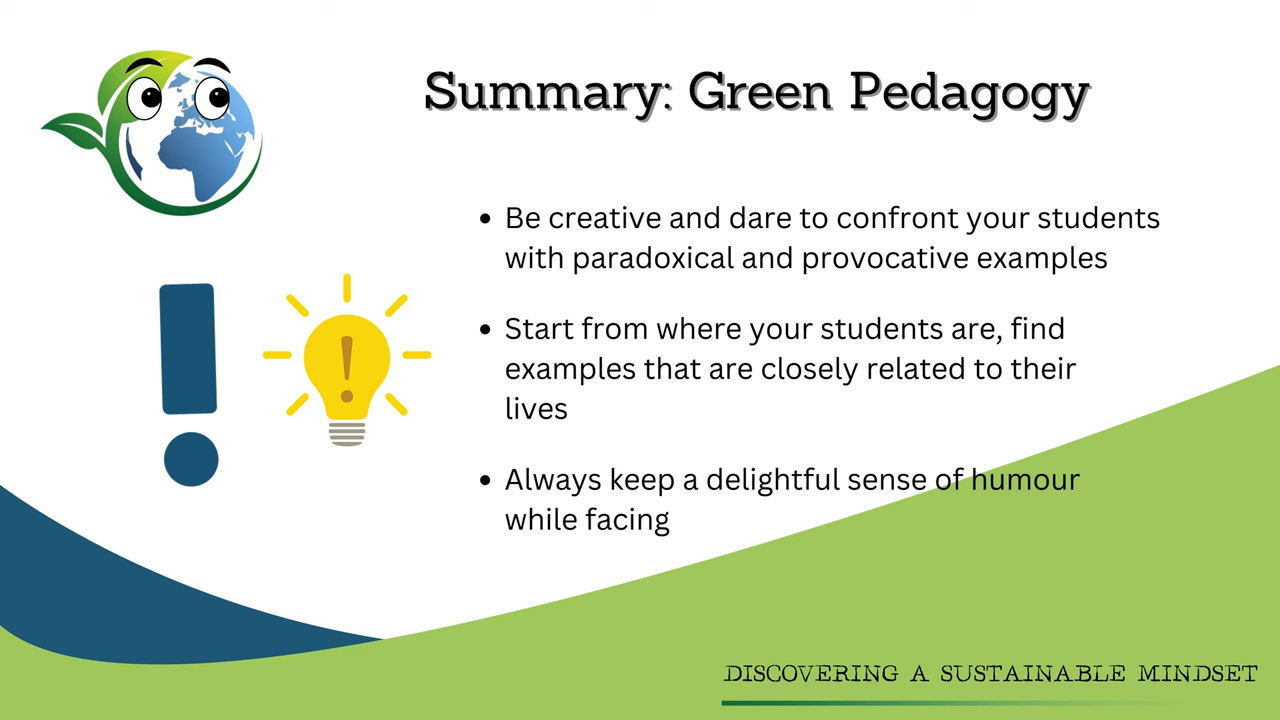 Summary: Green Pedagogy
• Be creative and dare to confront your students
with paradoxical and provocative examples
• Start from where your students are, find
examples that are closely related to their
lives
• Always keep a delightful sense of humour
while facing
DISCOVERING A SUSTAINABLE MINDSET